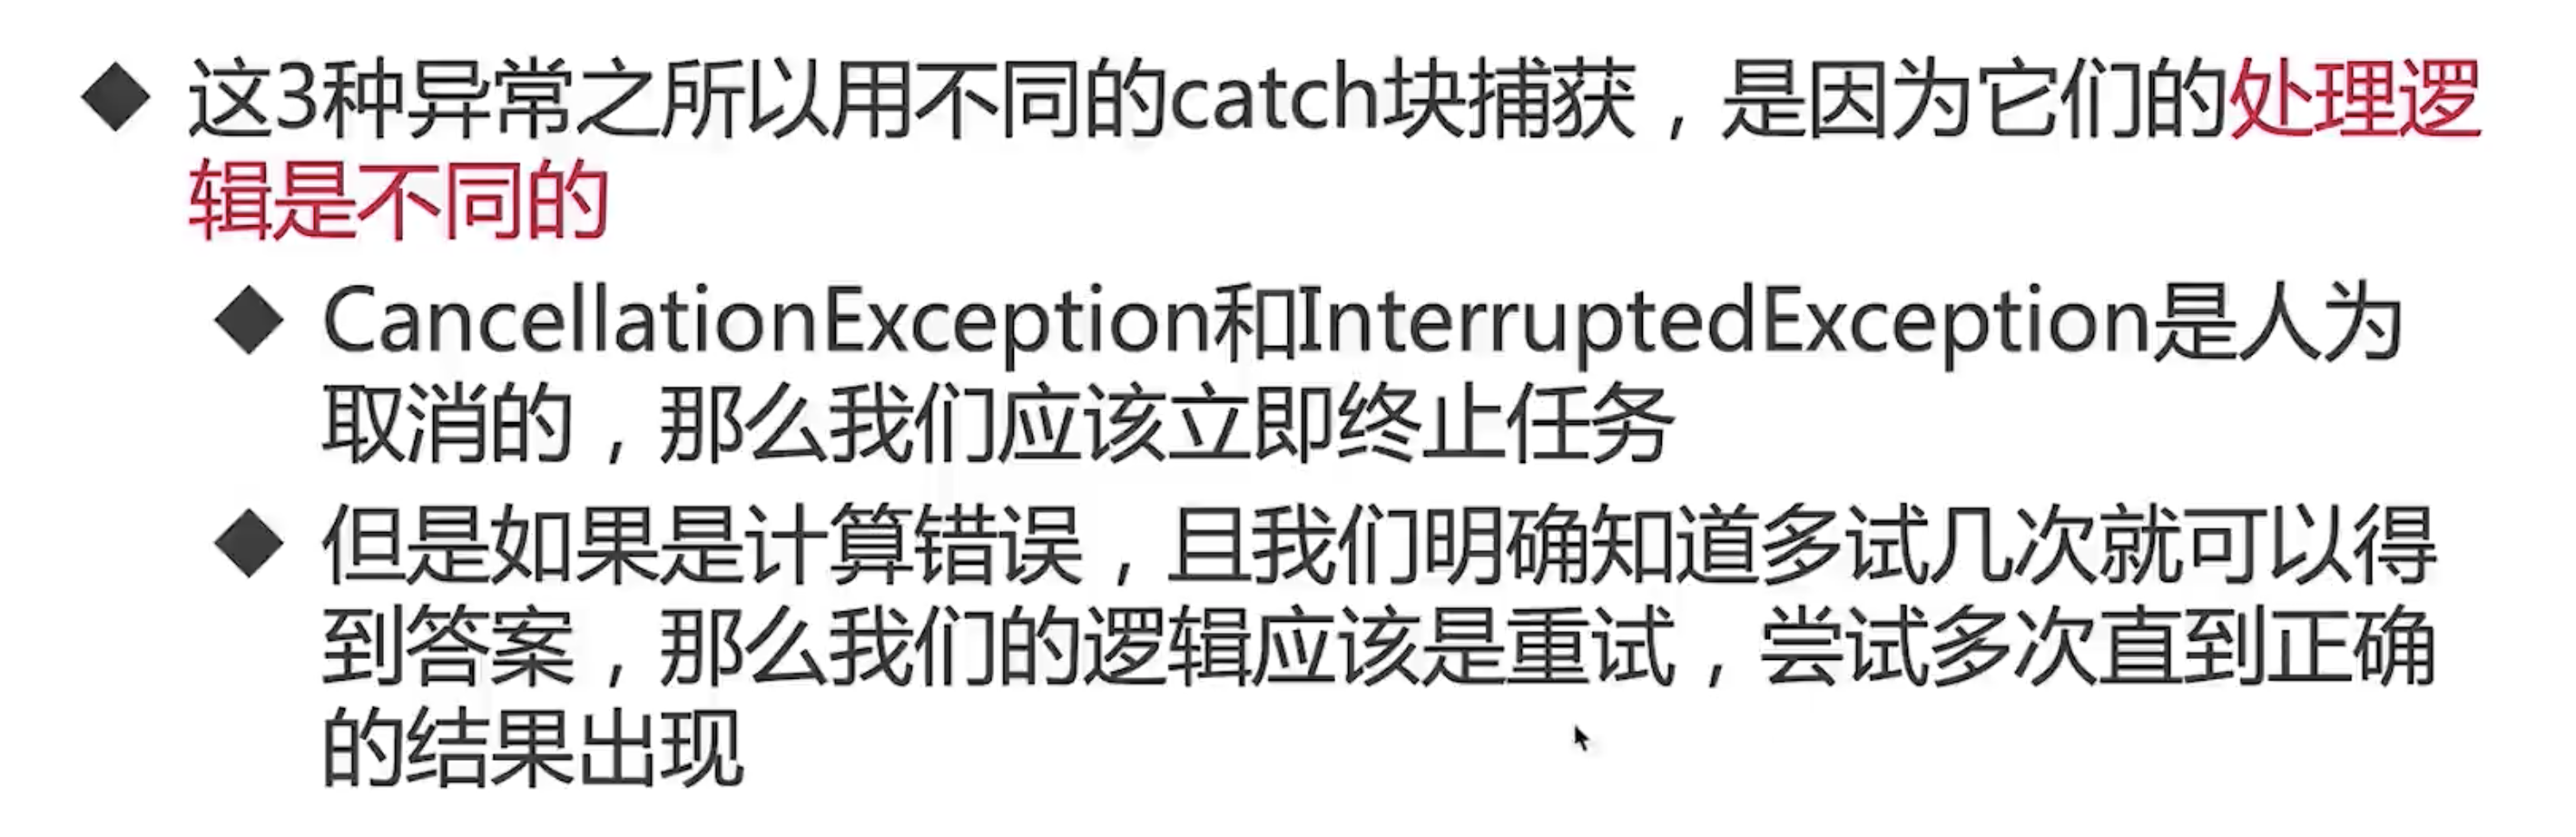 这3种异常之所以用不同的catch块捕获，是因为它们的处理逻
辑是不同的
CancellationException和InterruptedException是人为
取消的，那么我们应该立即终止任务
但是如果是计算错误，且我们明确知道多试几次就可以得
到答案，那么我们的逻辑应该是重试，尝试多次直到正确
的结果出现